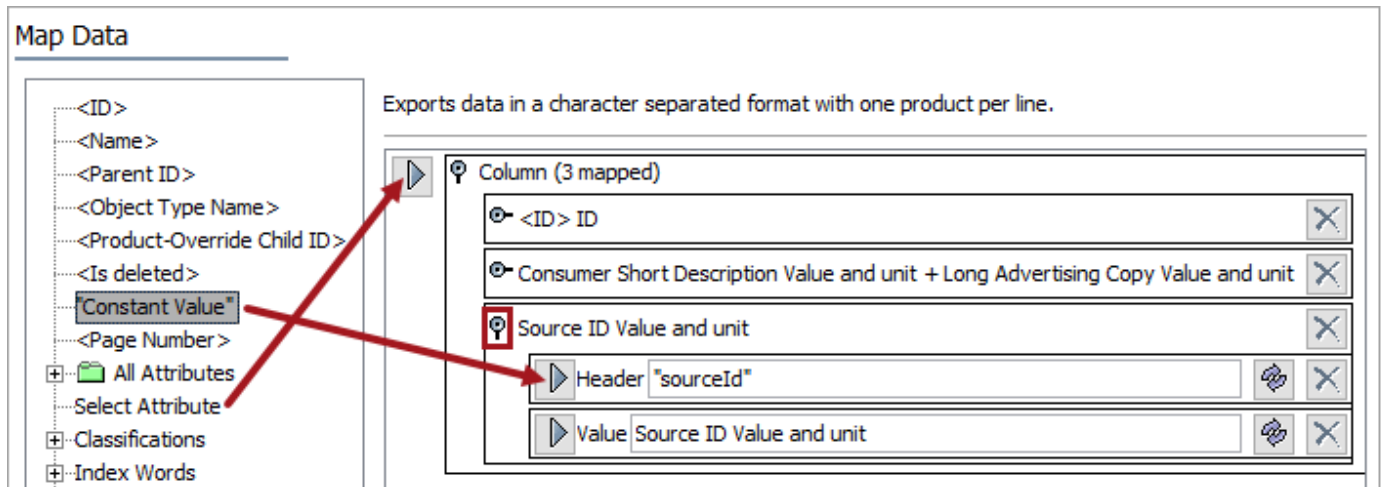 Map Data
<ID>
<Name>
<Parent ID>
<Object Type Name>
<Product-Override Child ID>
<Is deleted>
"Constant Value"
<Page Number>
All Attributes
Select Attribute
Classifications
Index Words
Exports data in a character separated format with one product per line.
Column (3 mapped)
<ID> ID
Consumer Short Description Value and unit + Long Advertising Copy Value and unit
Source ID Value and unit
Header "sourceId"
Value Source ID Value and unit